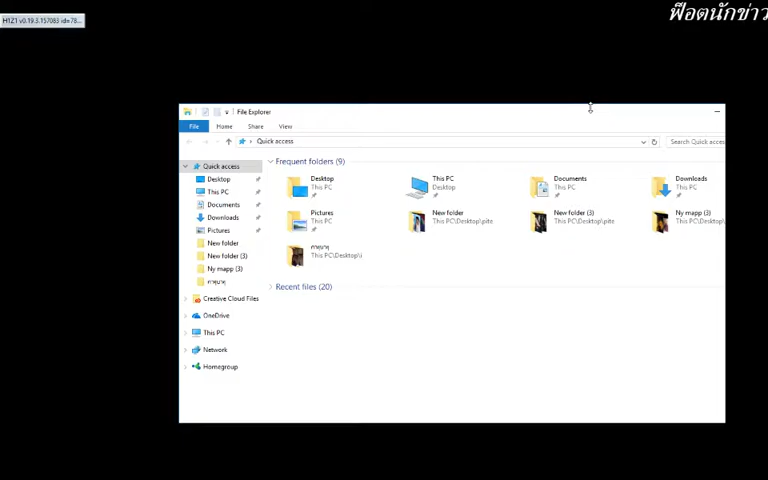 H1Z1 v0.19.3.157083 id=78...
ฟ็อตนักข่าว
File Explorer
File Home Share View
Quick access
Search Quick access
Quick access
Desktop
This PC
Documents
Downloads
Pictures
New folder
New folder (3)
Ny mapp (3)
Creative Cloud Files
OneDrive
This PC
Network
Homegroup
Frequent folders (9)
Desktop
This PC
This PC
Desktop
Documents
This PC
Downloads
This PC
Pictures
This PC
New folder
This PC\Desktop\pite
New folder (3)
This PC\Desktop\pite
Ny mapp (3)
This PC\Desktop\
This PC\Desktop\
Recent files (20)